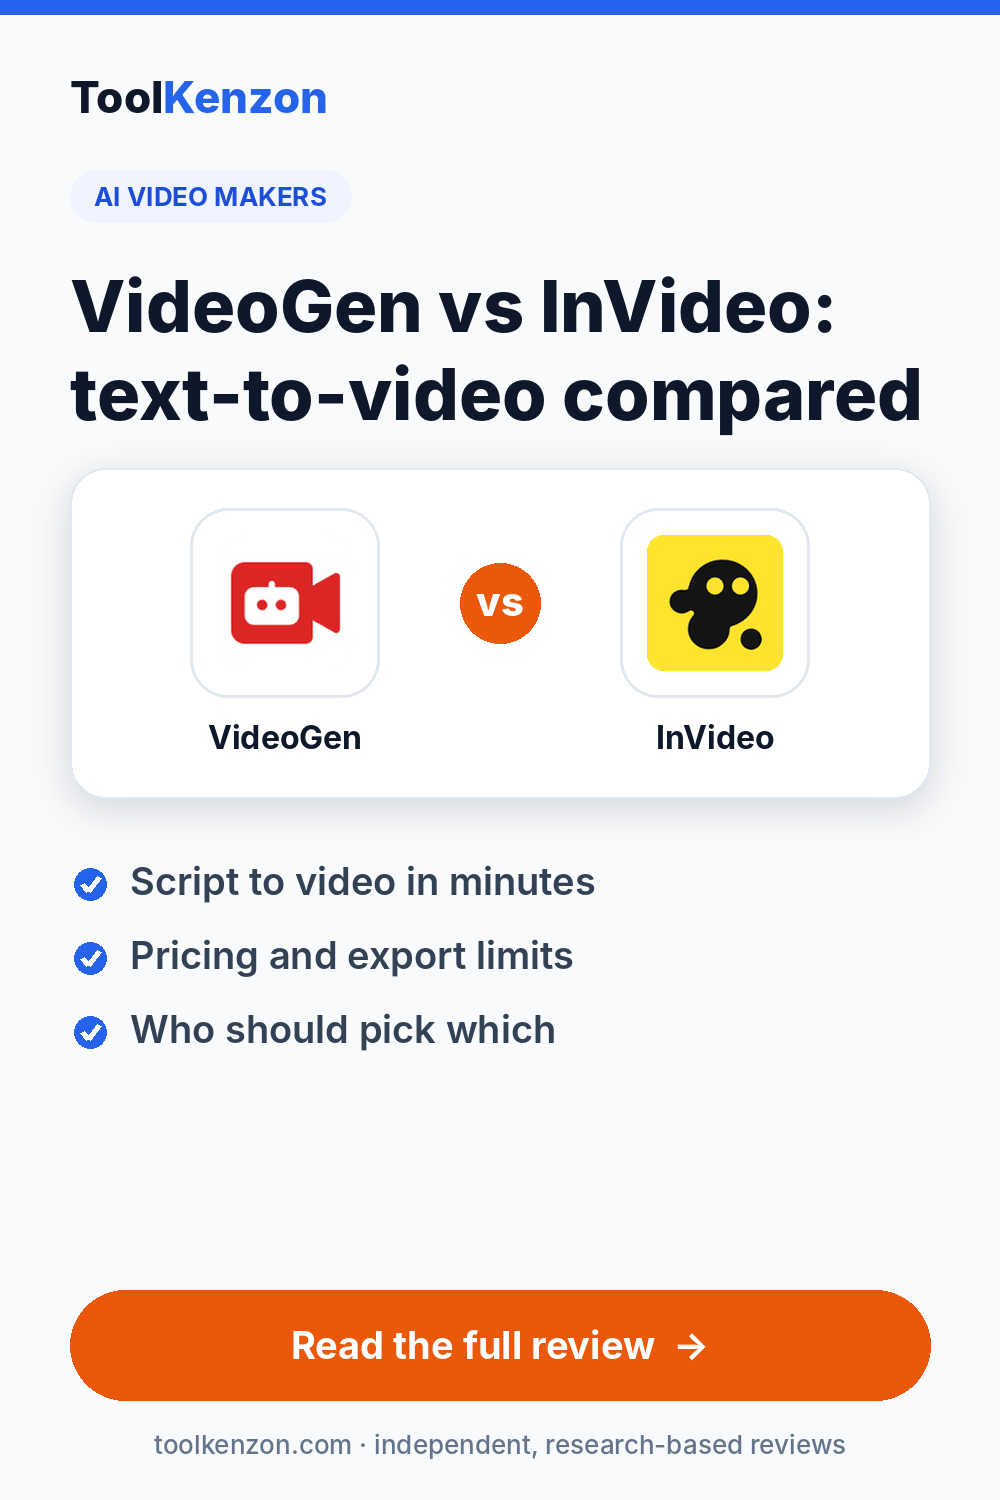 ToolKenzon
AI VIDEO MAKERS
VideoGen vs InVideo:
text-to-video compared
vs
VideoGen
InVideo
Script to video in minutes
Pricing and export limits
Who should pick which
Read the full review →
toolkenzon.com · independent, research-based reviews